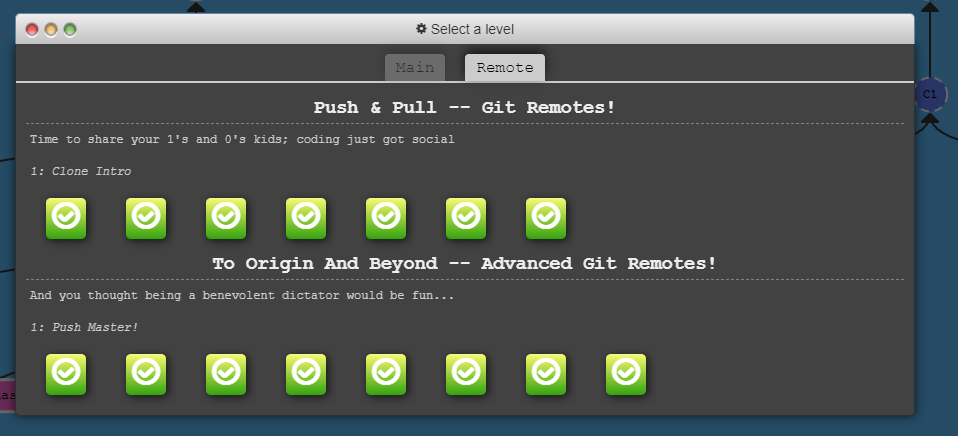 Select a level
Main
Remote
Push & Pull -- Git Remotes!
Time to share your 1's and 0's kids; coding just got social
1: Clone Intro
To Origin And Beyond -- Advanced Git Remotes!
And you thought being a benevolent dictator would be fun...
1: Push Master!
C1